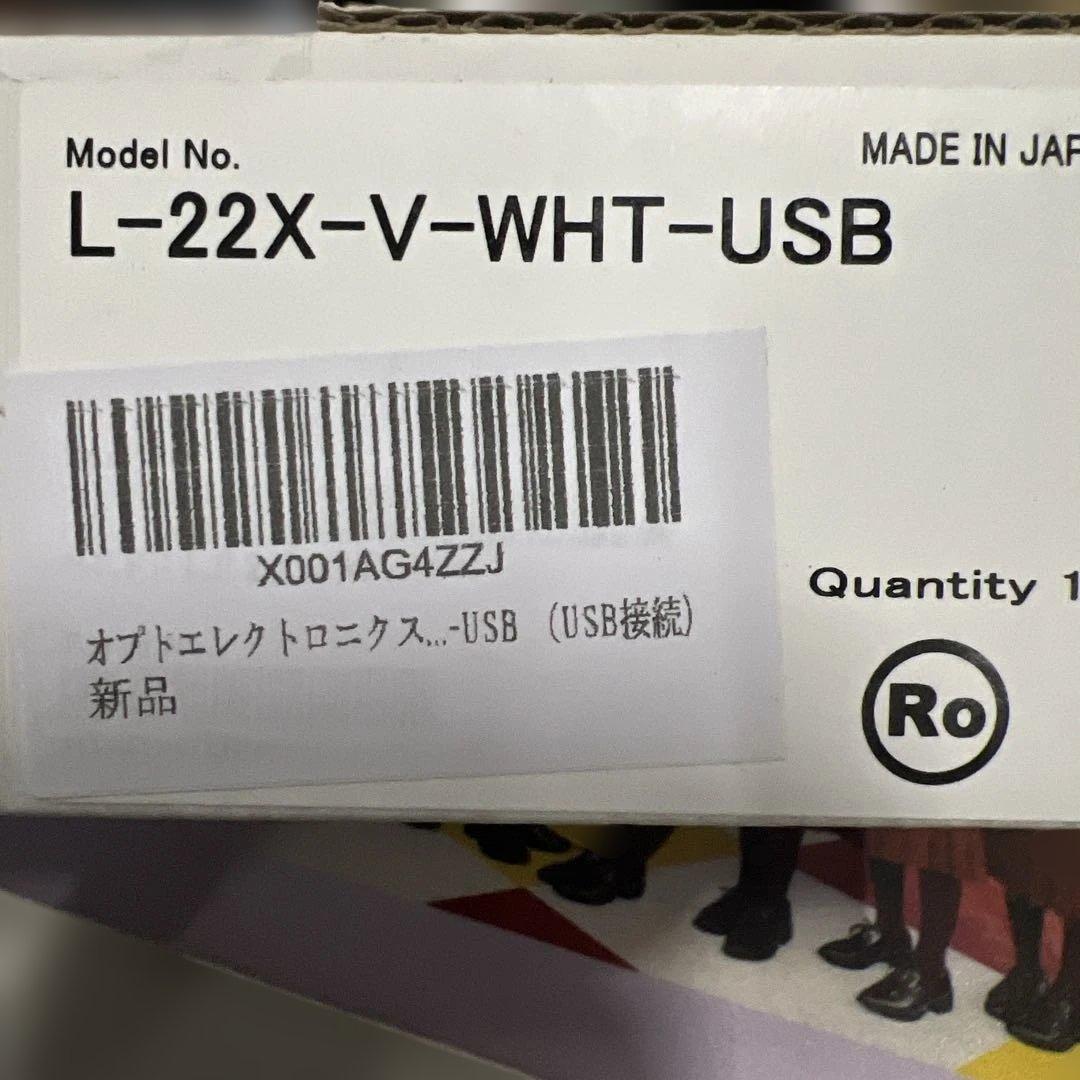 Model No.
MADE IN JAP
L-22X-V-WHT-USB
X001AG4ZZJ
オプトエレクトロニクス...-USB （USB接続）
新品
Quantity 1
Ro